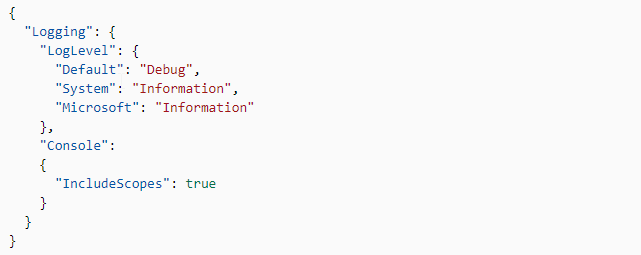 {
  "Logging": {
    "LogLevel": {
      "Default": "Debug",
      "System": "Information",
      "Microsoft": "Information"
    },
    "Console":
    {
      "IncludeScopes": true
    }
  }
}